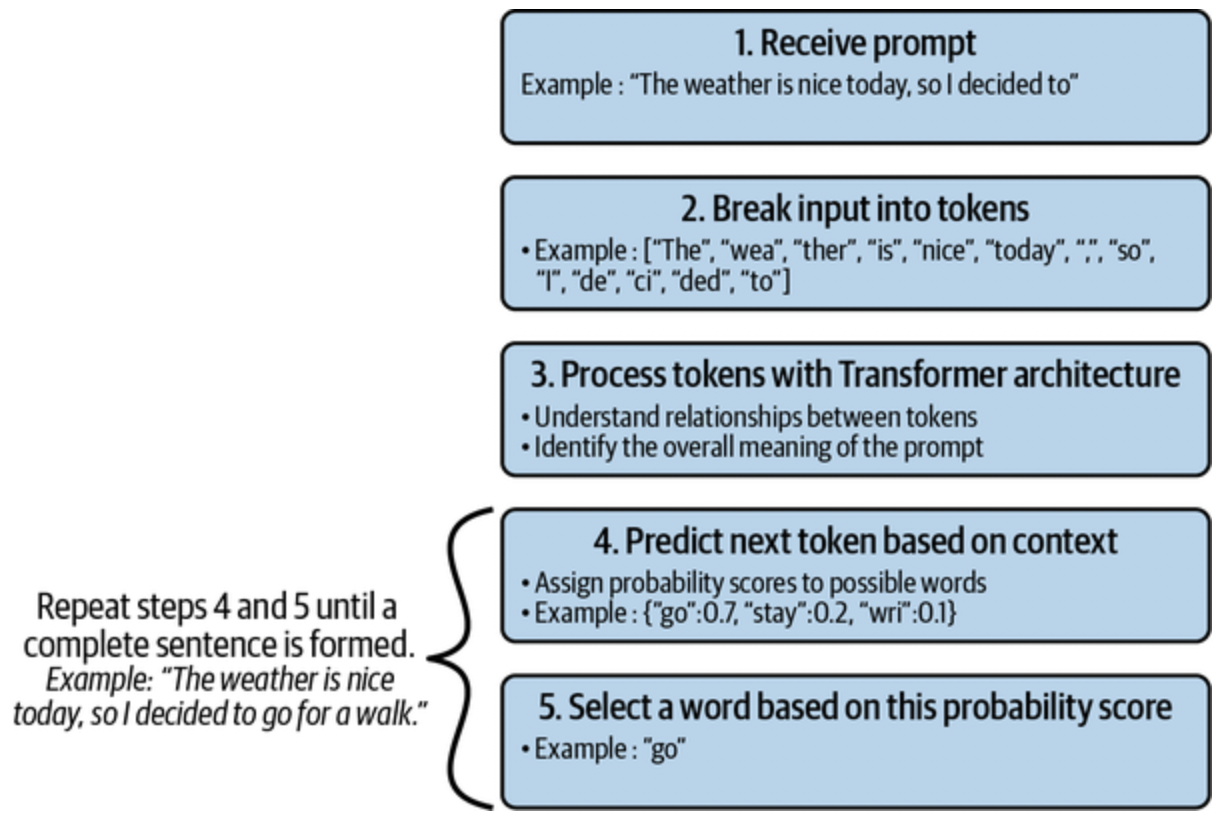 1. Receive prompt
Example : “The weather is nice today, so I decided to”
2. Break input into tokens
• Example : [“The”, “wea”, “ther”, “is”, “nice”, “today”, “,”, “so”,
“I”, “de”, “ci”, “ded”, “to”]
3. Process tokens with Transformer architecture
• Understand relationships between tokens
• Identify the overall meaning of the prompt
4. Predict next token based on context
• Assign probability scores to possible words
• Example : {“go”:0.7, “stay”:0.2, “wri”:0.1}
5. Select a word based on this probability score
• Example : “go”
Repeat steps 4 and 5 until a
complete sentence is formed.
Example: “The weather is nice
today, so I decided to go for a walk.”